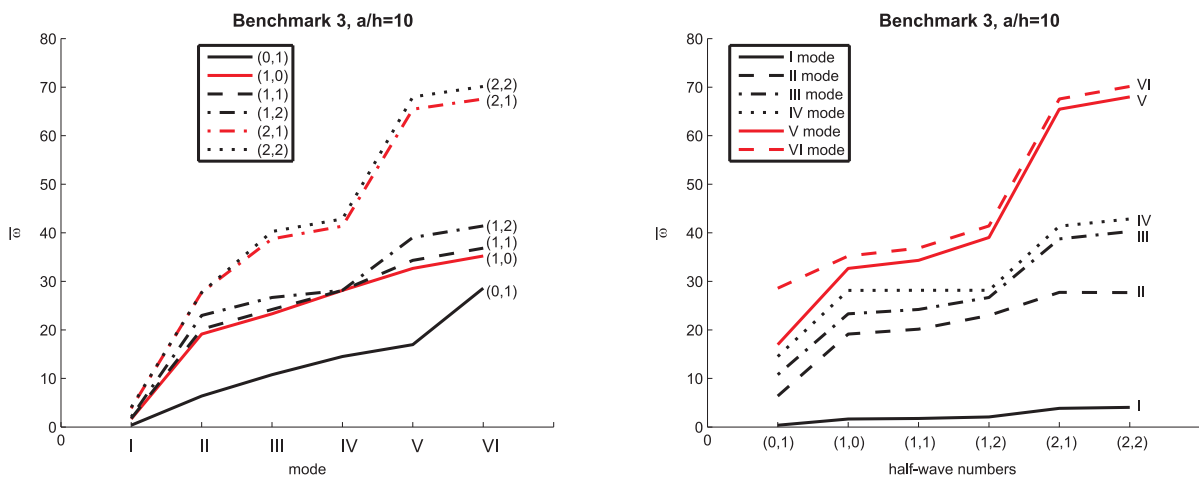 Benchmark 3, a/h=10
80
70
60
50
40
30
20
10
0
ω̅
(0,1)
(1,0)
(1,1)
(1,2)
(2,1)
(2,2)
(2,2)
(2,1)
(1,2)
(1,1)
(1,0)
(0,1)
0
I
II
III
IV
V
VI
mode
Benchmark 3, a/h=10
80
70
60
50
40
30
20
10
0
ω̅
I mode
II mode
III mode
IV mode
V mode
VI mode
VI
V
IV
III
II
I
0
(0,1)
(1,0)
(1,1)
(1,2)
(2,1)
(2,2)
half-wave numbers